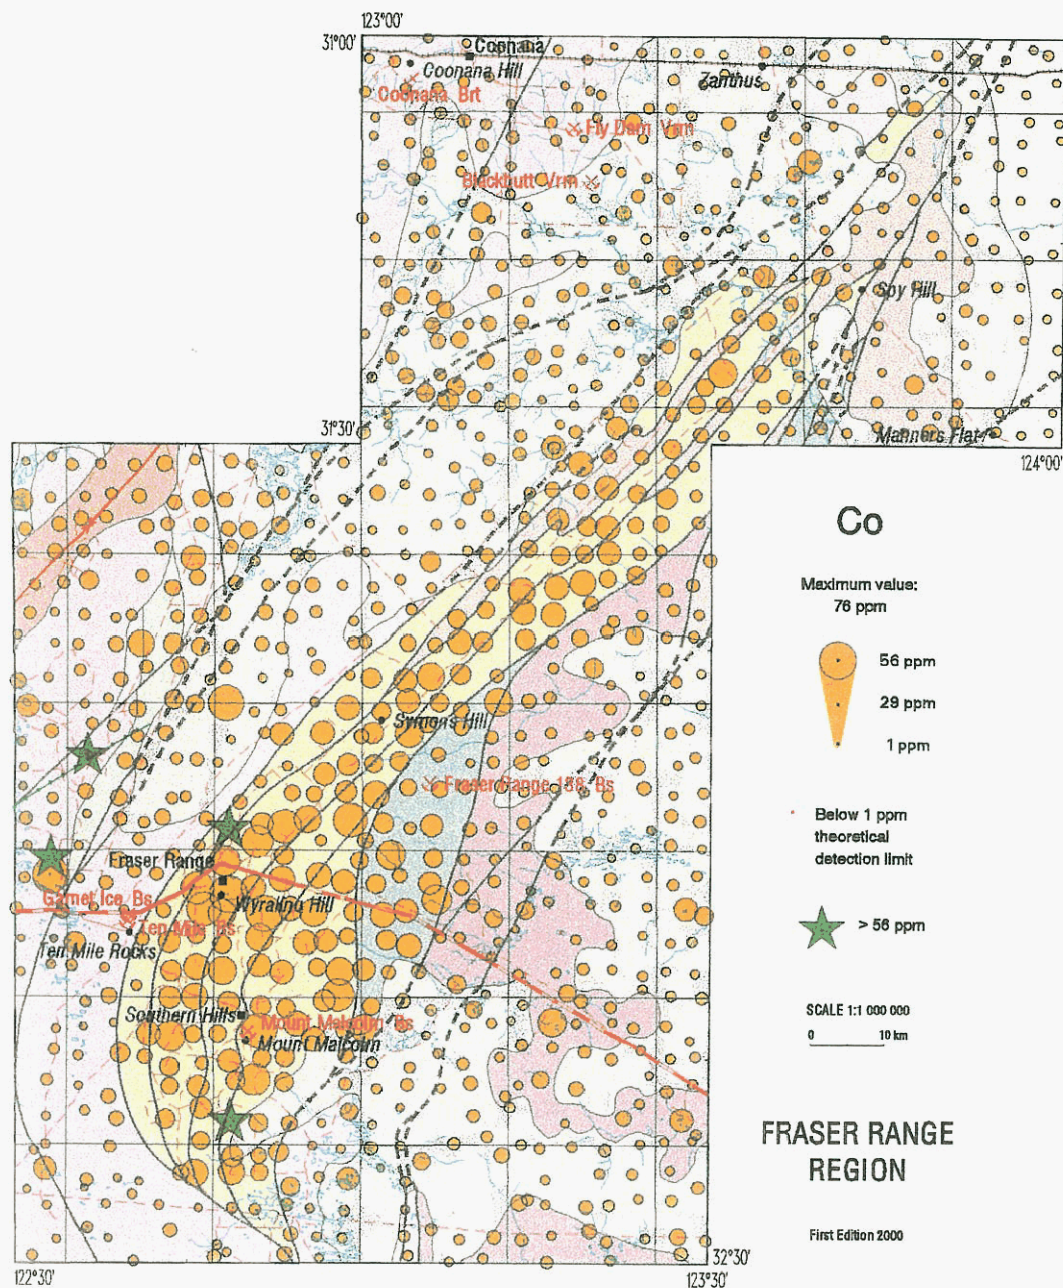 123°00'
31°00'
Coonana
Coonana Hill
Zanthus
Coonana Brt
Fly Dam Vrm
Blackbutt Vrm
Spy Hill
31°30'
Manners Flat
124°00'
Co
Maximum value:
76 ppm
56 ppm
29 ppm
1 ppm
Symons Hill
Fraser Range 188 Bs
Below 1 ppm
theoretical
detection limit
Fraser Range
Wyralinu Hill
Garnet Ice Bs
Ten Mile Bs
Ten Mile Rocks
> 56 ppm
Southern Hills
Mount Malcolm Bs
Mount Malcolm
SCALE 1:1 000 000
0 10 km
FRASER RANGE
REGION
First Edition 2000
32°30'
122°30'
123°30'